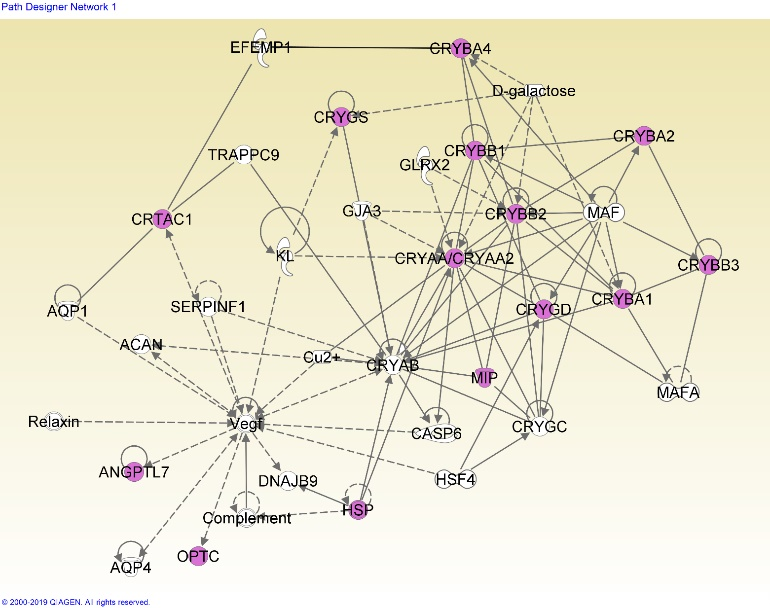 Path Designer Network 1
EFEMP1
CRYBA4
D-galactose
CRYGS
CRYBA2
CRYBB1
TRAPPC9
GLRX2
CRTAC1
GJA3
CRYBB2
MAF
KL
CRYAA/CRYAA2
CRYBB3
AQP1
SERPINF1
CRYGD
CRYBA1
ACAN
Cu2+
CRYAB
MIP
MAFA
Relaxin
Vegf
CASP6
CRYGC
ANGPTL7
DNAJB9
HSF4
Complement
HSP
AQP4
OPTC
© 2000-2019 QIAGEN. All rights reserved.